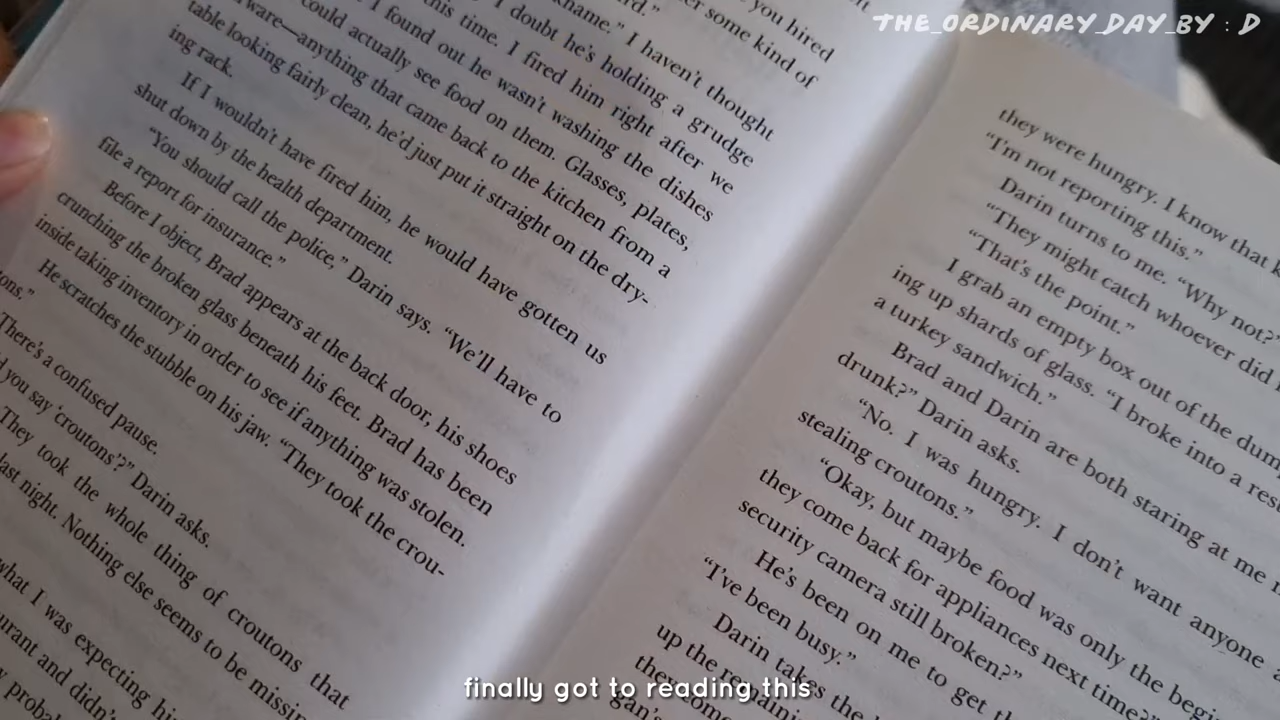 THE_ORDINARY_DAY_BY : D
you hired
er some kind of
kname." I haven't thought
I doubt he's holding a grudge
this time. I fired him right after we
I found out he wasn't washing the dishes
could actually see food on them. Glasses, plates,
ware—anything that came back to the kitchen from a
table looking fairly clean, he'd just put it straight on the dry-
ing rack.
If I wouldn't have fired him, he would have gotten us
shut down by the health department.
"You should call the police," Darin says. "We'll have to
file a report for insurance."
Before I object, Brad appears at the back door, his shoes
crunching the broken glass beneath his feet. Brad has been
inside taking inventory in order to see if anything was stolen.
He scratches the stubble on his jaw. "They took the crou-
tons."
There's a confused pause.
you say 'croutons'?" Darin asks.
They took the whole thing of croutons that
last night. Nothing else seems to be missin
what I was expecting hi
urant and didn't
y proba
they were hungry. I know that
"I'm not reporting this."
Darin turns to me. "Why not?"
"They might catch whoever did
"That's the point."
I grab an empty box out of the dum
ing up shards of glass. "I broke into a res
a turkey sandwich."
Brad and Darin are both staring at me
drunk?" Darin asks.
"No. I was hungry. I don't want anyone
stealing croutons."
"Okay, but maybe food was only the begi
they come back for appliances next time?
security camera still broken?"
He's been on me to get th
"I've been busy."
Darin takes the
up the remaini
they come
gan's
finally got to reading this